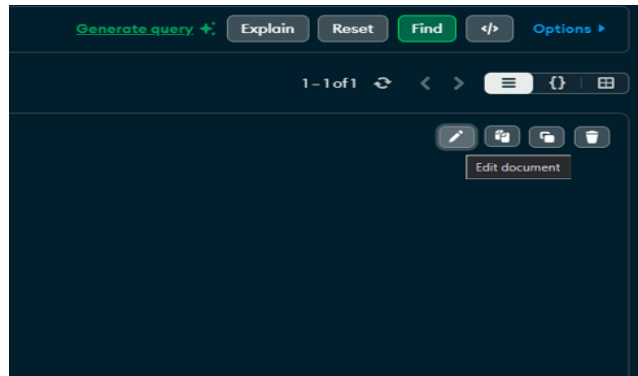 Generate query Explain Reset Find </> Options
1–1 of 1 {}
Edit document